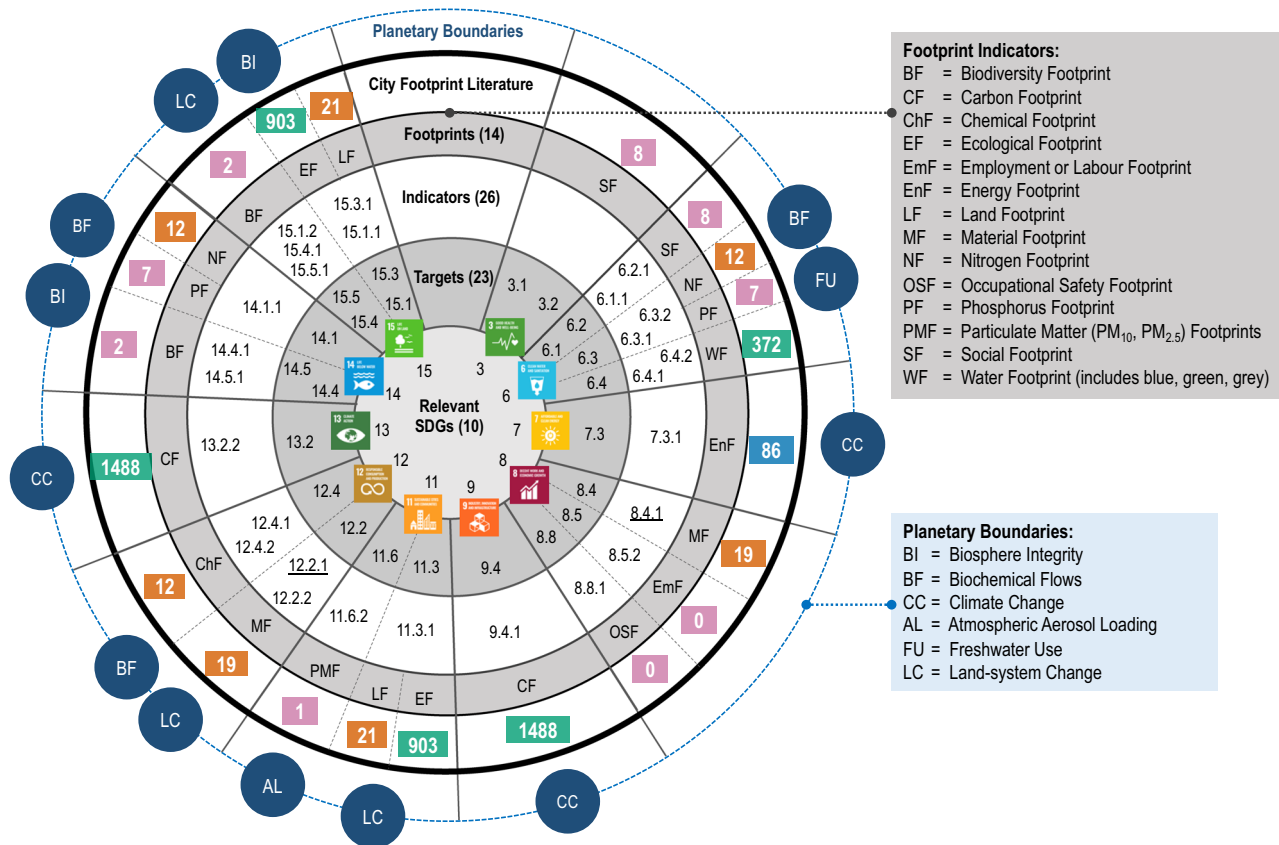 Planetary Boundaries
City Footprint Literature
Footprints (14)
Indicators (26)
Targets (23)
Relevant
SDGs (10)
BI
LC
BF
BI
CC
BF
LC
AL
LC
CC
CC
FU
BF
21
903
2
12
7
2
1488
12
19
1
21
903
1488
0
0
19
86
372
7
12
8
8
LF
EF
BF
NF
PF
BF
CF
ChF
MF
PMF
LF
EF
CF
OSF
EmF
MF
EnF
WF
PF
NF
SF
SF
15.3.1
15.1.1
15.1.2
15.4.1
15.5.1
14.1.1
14.4.1
14.5.1
13.2.2
12.4.1
12.4.2
12.2.1
12.2.2
11.6.2
11.3.1
9.4.1
8.8.1
8.5.2
8.4.1
7.3.1
6.4.1
6.4.2
6.3.1
6.3.2
6.1.1
6.2.1
15.3
15.1
15.5
15.4
14.1
14.5
14.4
13.2
12.4
12.2
11.6
11.3
9.4
8.8
8.5
8.4
7.3
6.4
6.3
6.1
6.2
3.2
3.1
15
3
14
6
13
7
12
8
11
9
15
3
14
6
13
7
12
8
11
9
Footprint Indicators:
BF = Biodiversity Footprint
CF = Carbon Footprint
ChF = Chemical Footprint
EF = Ecological Footprint
EmF = Employment or Labour Footprint
EnF = Energy Footprint
LF = Land Footprint
MF = Material Footprint
NF = Nitrogen Footprint
OSF = Occupational Safety Footprint
PF = Phosphorus Footprint
PMF = Particulate Matter (PM₁₀, PM₂.₅) Footprints
SF = Social Footprint
WF = Water Footprint (includes blue, green, grey)
Planetary Boundaries:
BI = Biosphere Integrity
BF = Biochemical Flows
CC = Climate Change
AL = Atmospheric Aerosol Loading
FU = Freshwater Use
LC = Land-system Change